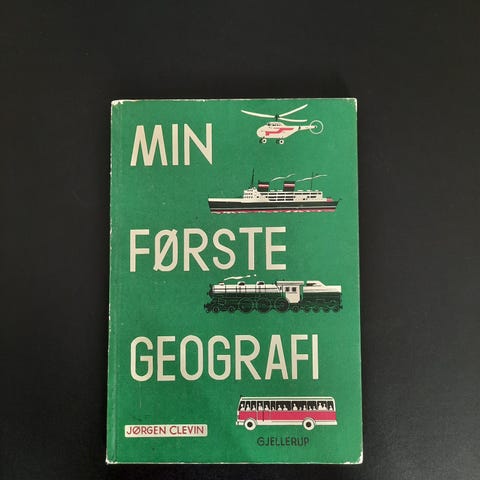 MIN
FØRSTE
GEOGRAFI
JØRGEN CLEVIN
GJELLERUP